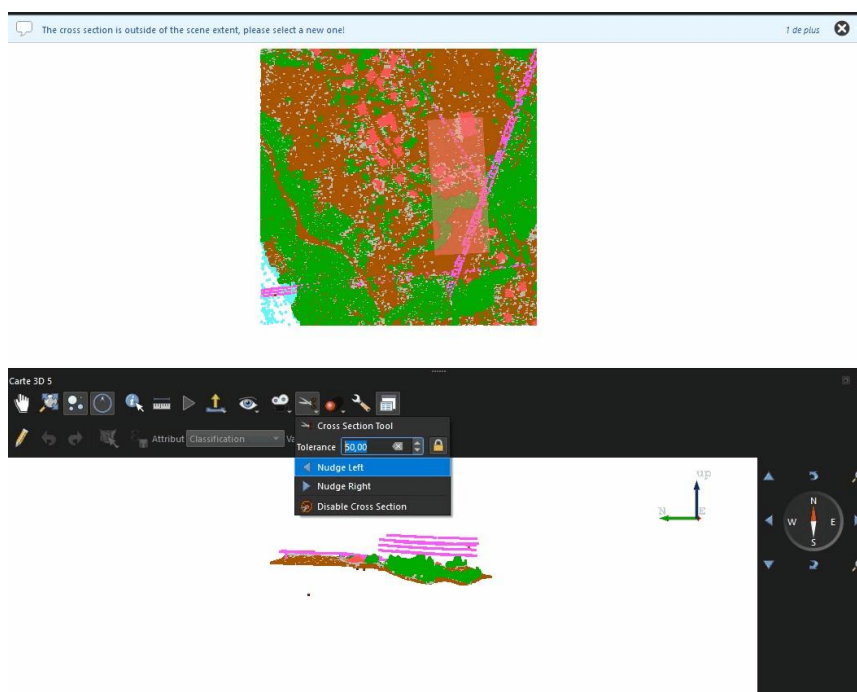 The cross section is outside of the scene extent, please select a new one!
1 de plus
Carte 3D 5
Cross Section Tool
Attribut Classification Va
Tolerance 50,00
Nudge Left
Nudge Right
Disable Cross Section
up
N E
N
W E
S